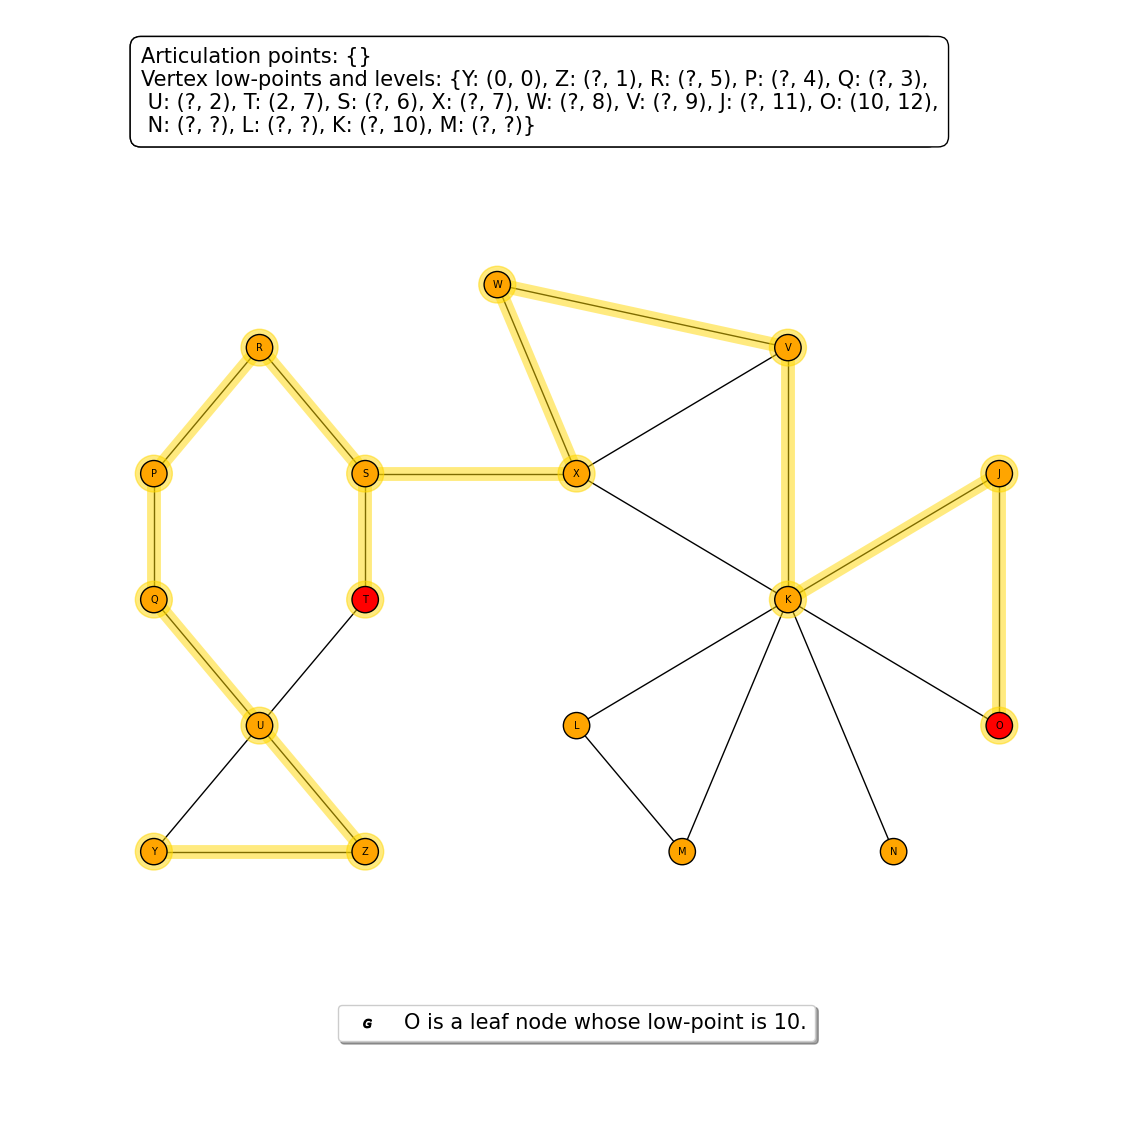 Articulation points: {}
Vertex low-points and levels: {Y: (0, 0), Z: (?, 1), R: (?, 5), P: (?, 4), Q: (?, 3),
U: (?, 2), T: (2, 7), S: (?, 6), X: (?, 7), W: (?, 8), V: (?, 9), J: (?, 11), O: (10, 12),
N: (?, ?), L: (?, ?), K: (?, 10), M: (?, ?)}
W
R
V
P
S
X
J
Q
T
K
U
L
O
Y
Z
M
N
G O is a leaf node whose low-point is 10.